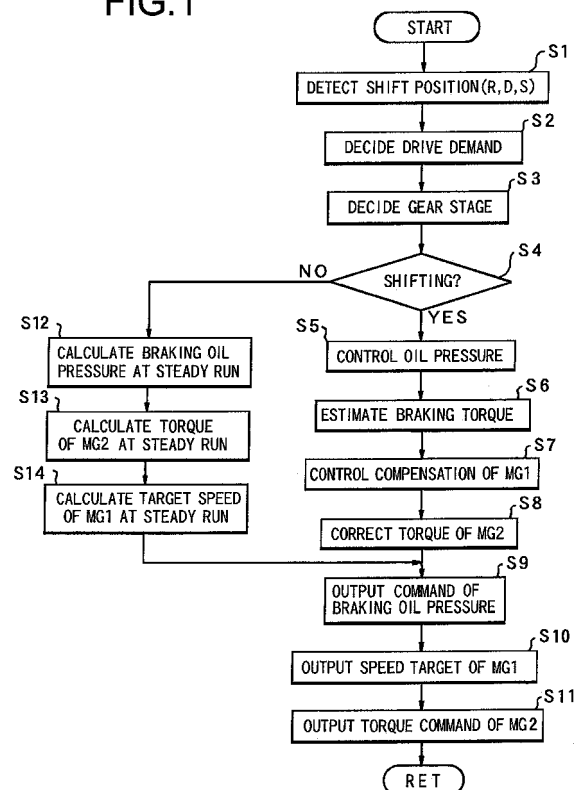 FIG.1
START
S1
DETECT SHIFT POSITION(R,D,S)
S2
DECIDE DRIVE DEMAND
S3
DECIDE GEAR STAGE
S4
SHIFTING?
NO
YES
S12
CALCULATE BRAKING OIL
PRESSURE AT STEADY RUN
S13
CALCULATE TORQUE
OF MG2 AT STEADY RUN
S14
CALCULATE TARGET SPEED
OF MG1 AT STEADY RUN
S5
CONTROL OIL PRESSURE
S6
ESTIMATE BRAKING TORQUE
S7
CONTROL COMPENSATION OF MG1
S8
CORRECT TORQUE OF MG2
S9
OUTPUT COMMAND OF
BRAKING OIL PRESSURE
S10
OUTPUT SPEED TARGET OF MG1
S11
OUTPUT TORQUE COMMAND OF MG2
RET